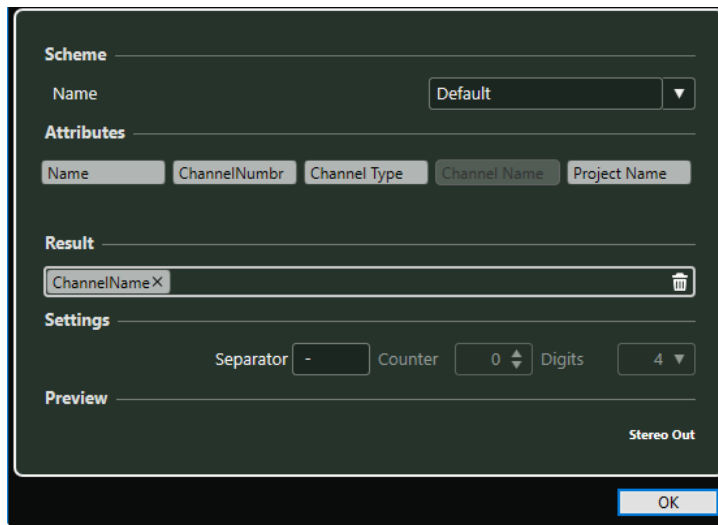 Scheme
Name Default
Attributes
Name ChannelNumbr Channel Type Channel Name Project Name
Result
ChannelName×
Settings
Separator - Counter 0 Digits 4
Preview
Stereo Out
OK